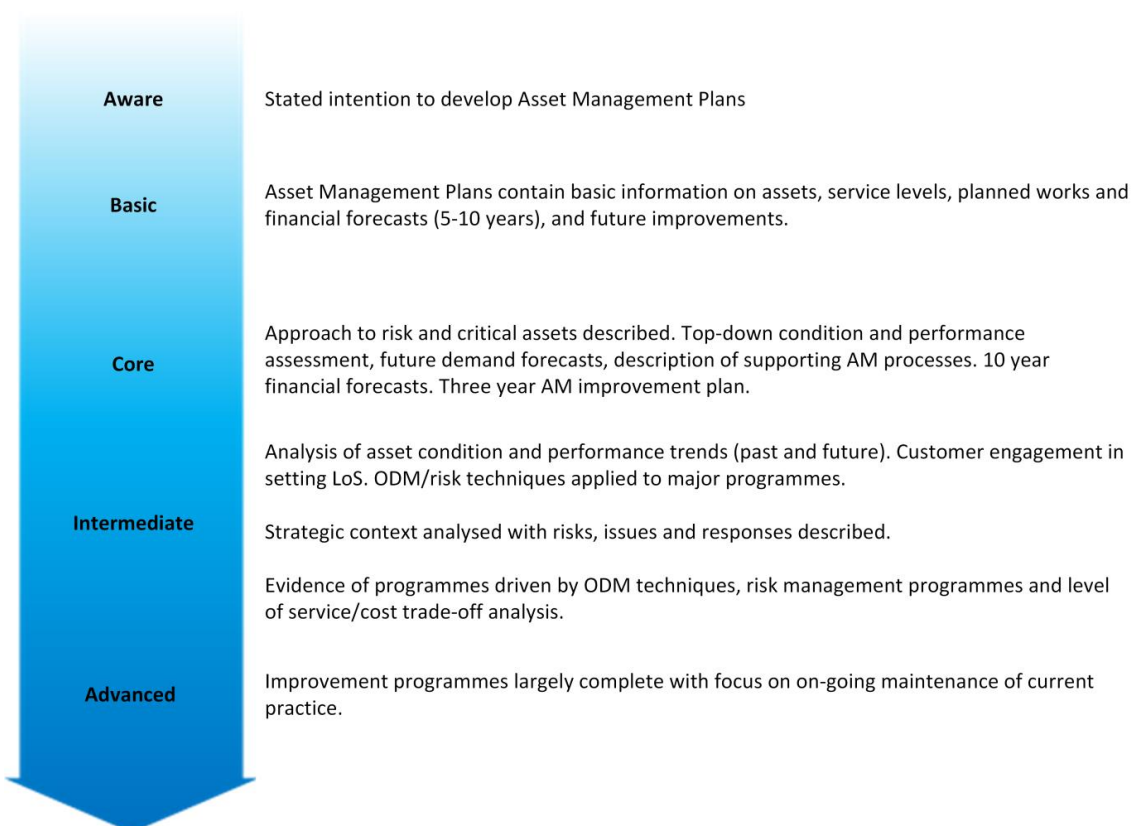 Aware
Stated intention to develop Asset Management Plans
Basic
Asset Management Plans contain basic information on assets, service levels, planned works and
financial forecasts (5-10 years), and future improvements.
Core
Approach to risk and critical assets described. Top-down condition and performance
assessment, future demand forecasts, description of supporting AM processes. 10 year
financial forecasts. Three year AM improvement plan.
Intermediate
Analysis of asset condition and performance trends (past and future). Customer engagement in
setting LoS. ODM/risk techniques applied to major programmes.
Strategic context analysed with risks, issues and responses described.
Evidence of programmes driven by ODM techniques, risk management programmes and level
of service/cost trade-off analysis.
Advanced
Improvement programmes largely complete with focus on on-going maintenance of current
practice.